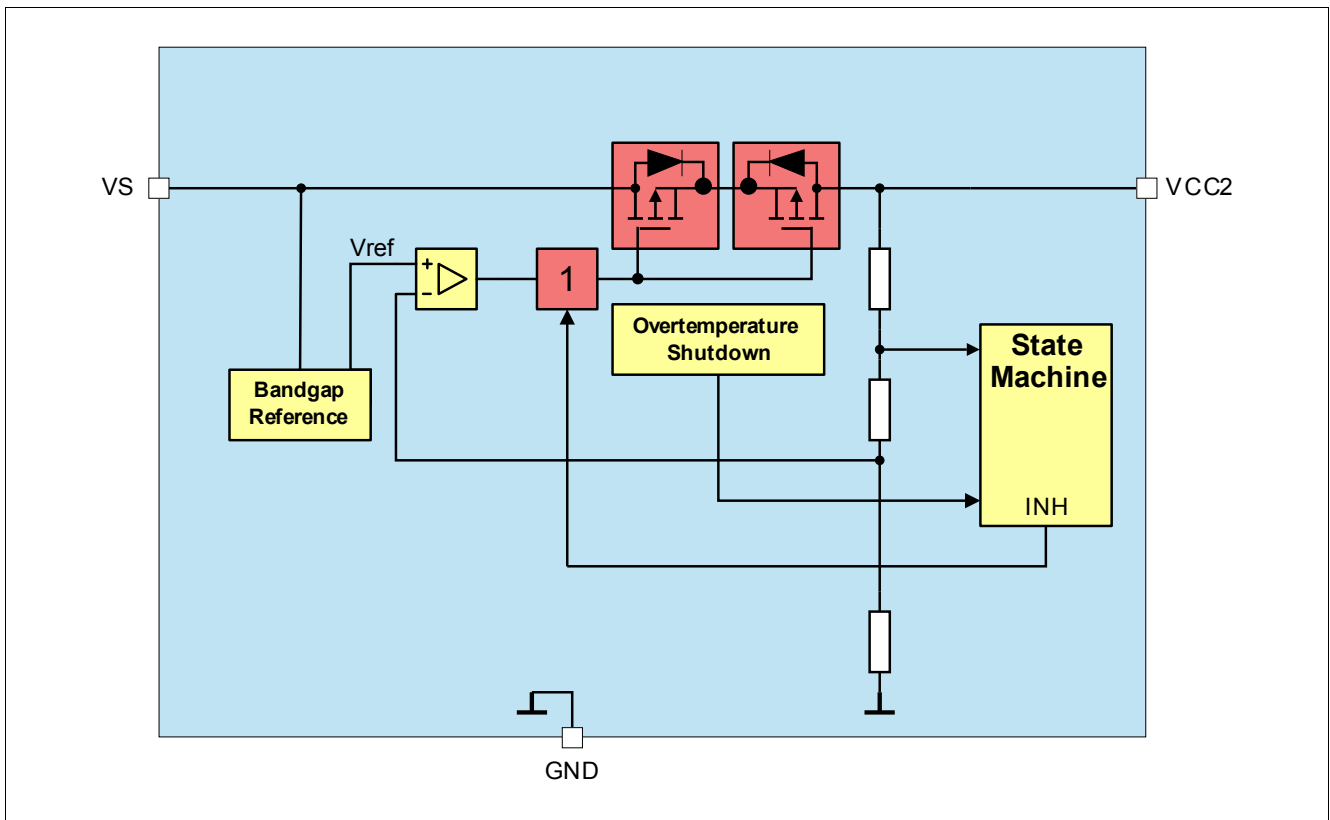 VS
VCC2
Vref
+
-
1
Overtemperature
Shutdown
State
Machine
Bandgap
Reference
INH
GND